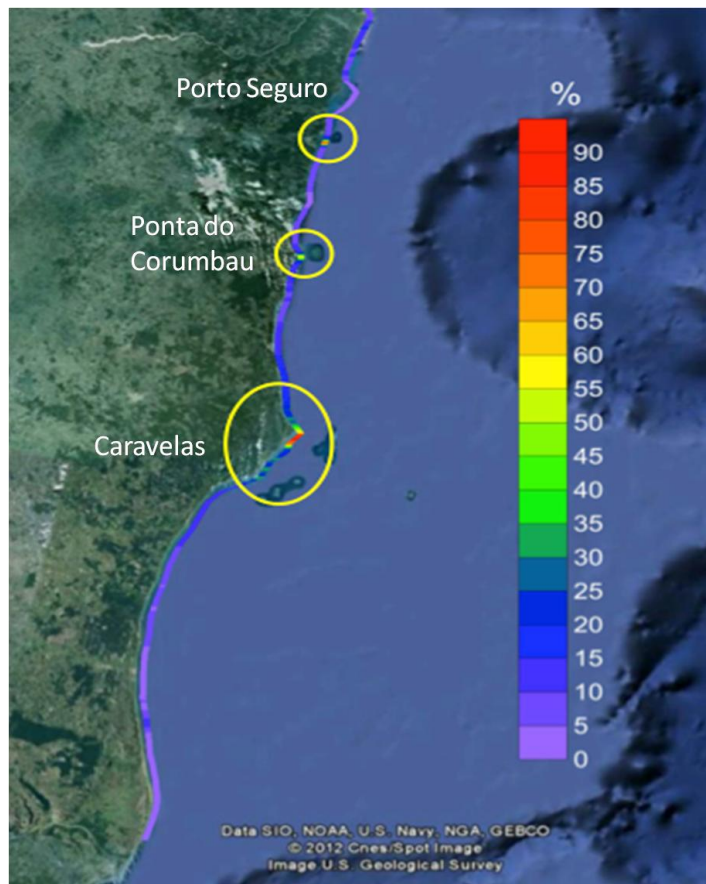 Porto Seguro
%
90
85
80
75
70
65
60
55
50
45
40
35
30
25
20
15
10
5
0
Ponta do
Corumbau
Caravelas
Data SIO, NOAA, U.S. Navy, NGA, GEBCO
© 2012 Cnes/Spot Image
Image U.S. Geological Survey